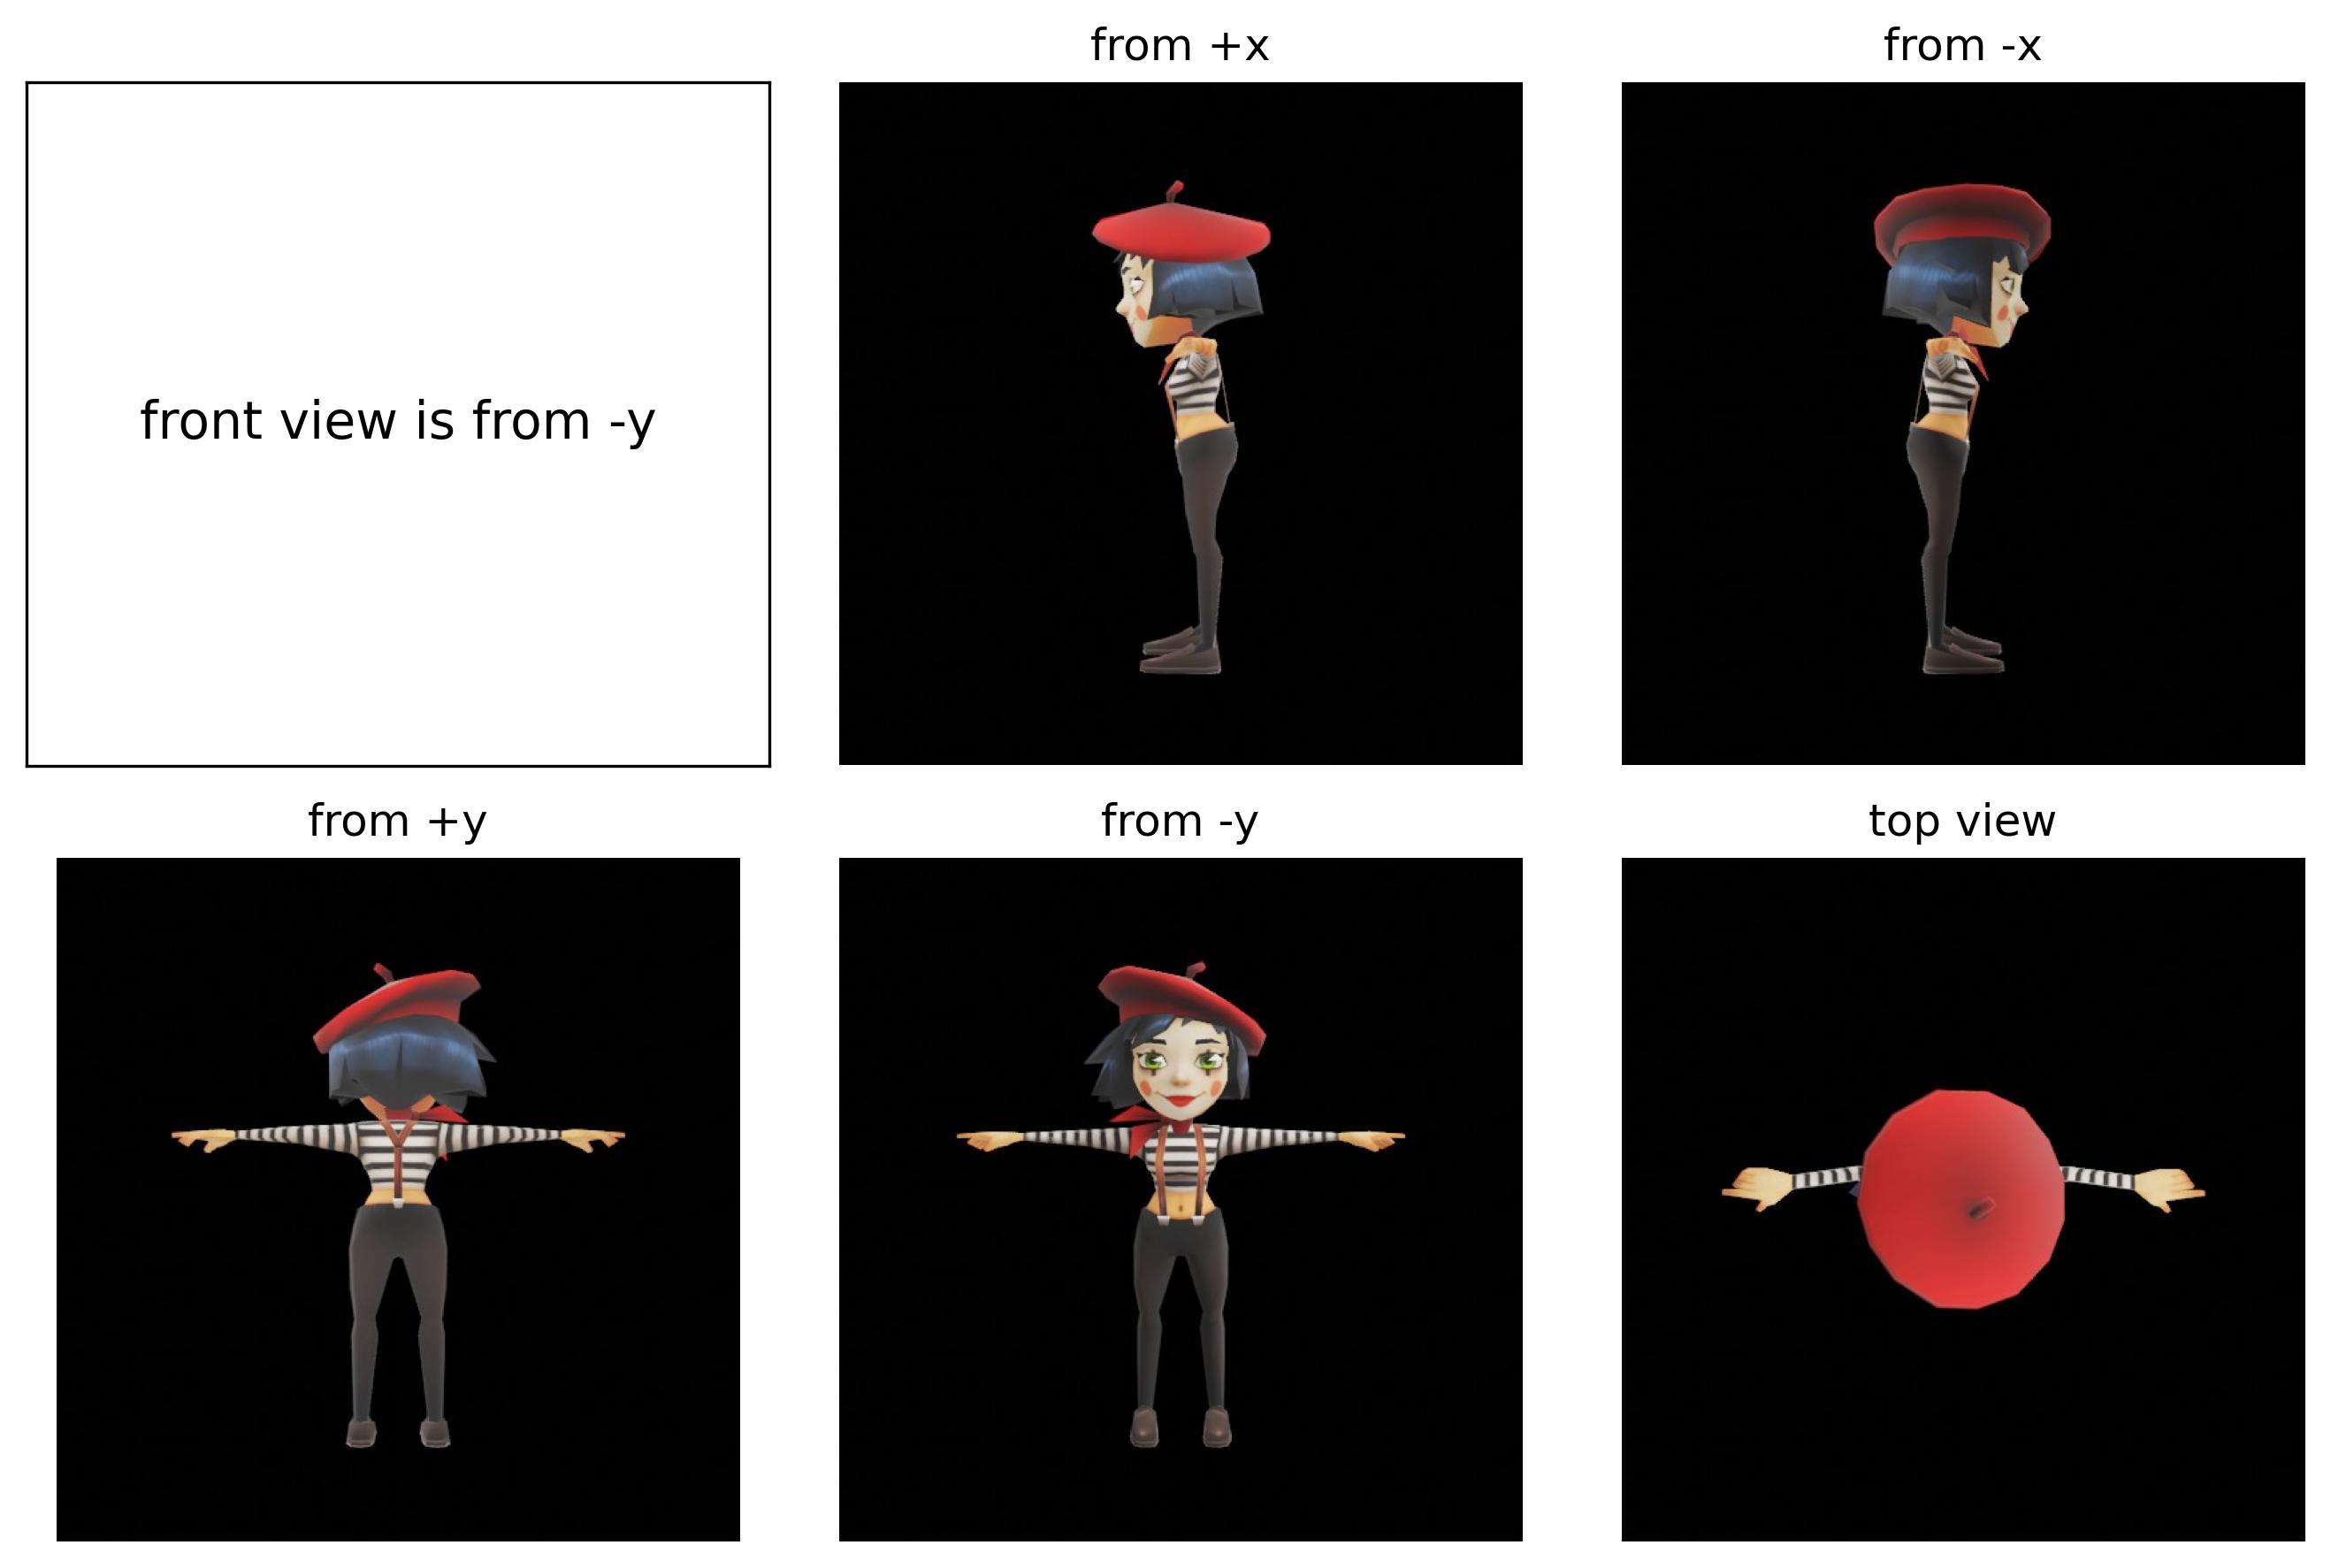 from +x
from -x
front view is from -y
from +y
from -y
top view